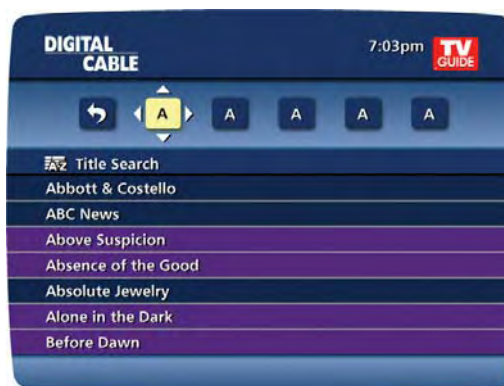 DIGITAL
CABLE
7:03pm
TV
GUIDE
A A A A A
A-Z Title Search
Abbott & Costello
ABC News
Above Suspicion
Absence of the Good
Absolute Jewelry
Alone in the Dark
Before Dawn